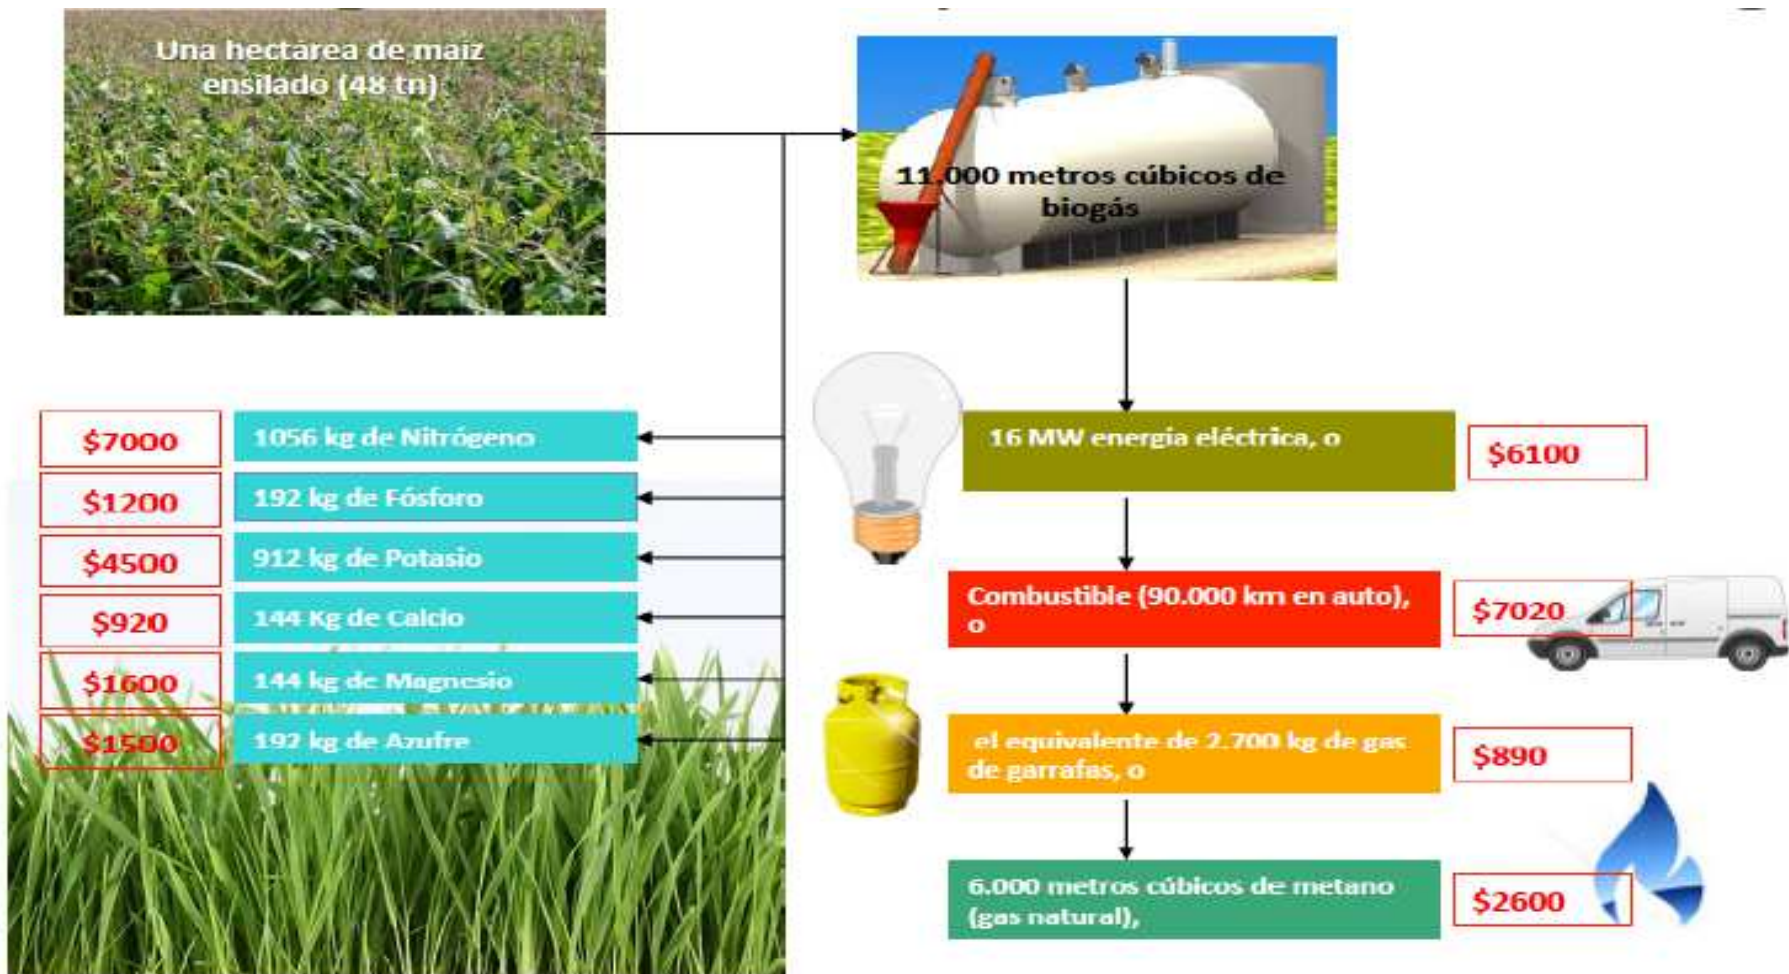 Una hectárea de maíz
ensilado (48 tn)
11.000 metros cúbicos de
biogás
$7000
1056 kg de Nitrógeno
$1200
192 kg de Fósforo
$4500
912 kg de Potasio
$920
144 Kg de Calcio
$1600
144 kg de Magnesio
$1500
192 kg de Azufre
16 MW energia eléctrica, o
$6100
Combustible (90.000 km en auto),
o
$7020
el equivalente de 2.700 kg de gas
de garrafas, o
$890
6.000 metros cúbicos de metano
(gas natural),
$2600